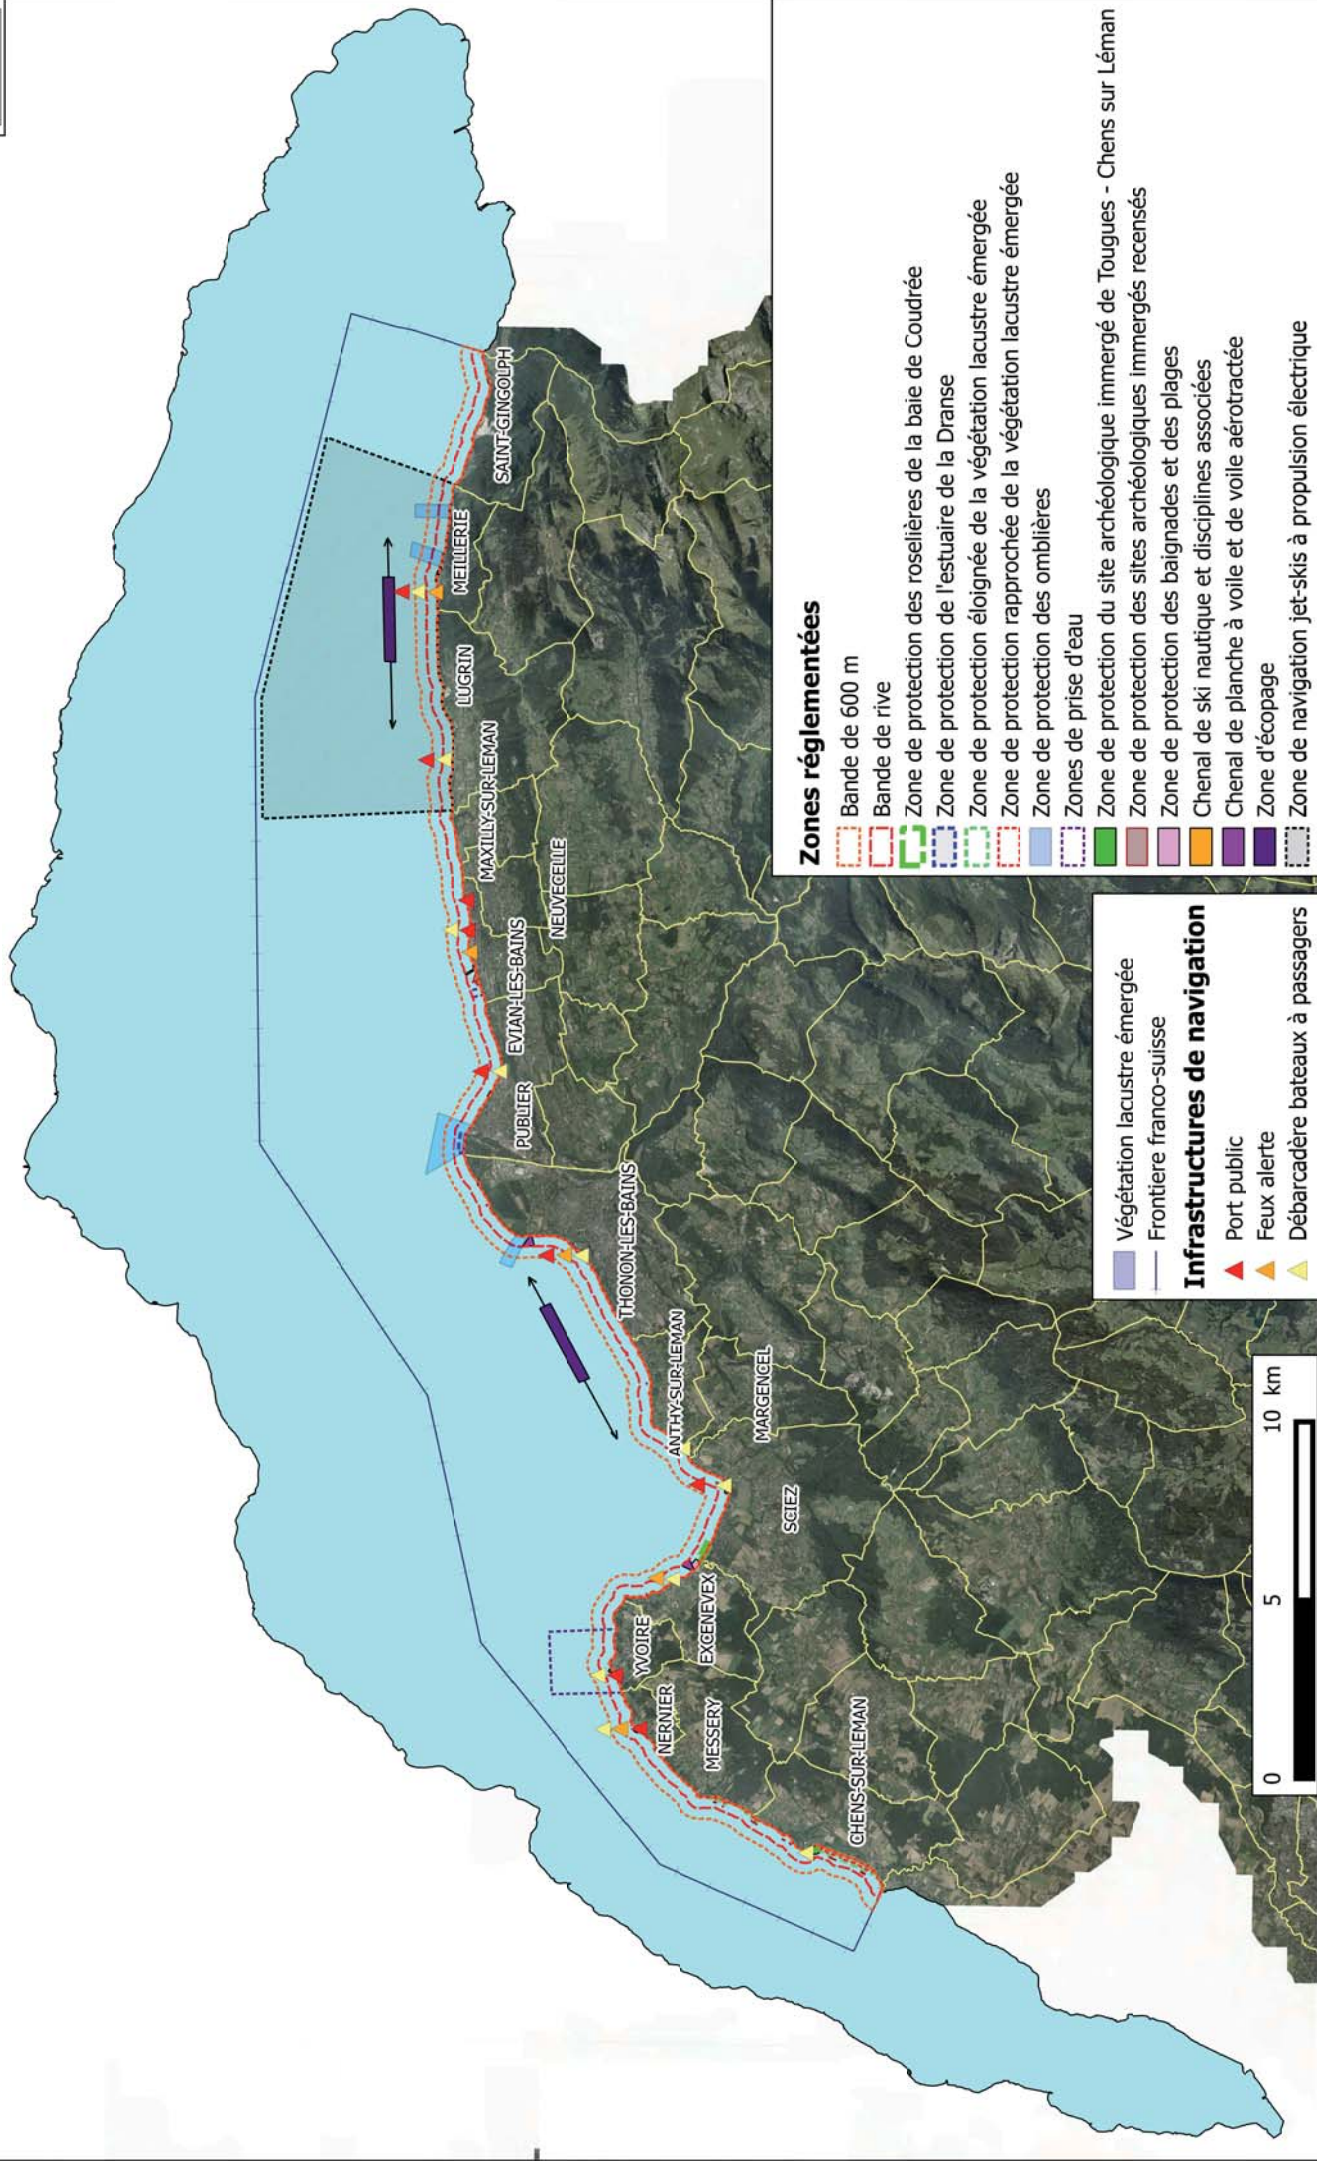 SAINT-GINGOLPH
MEILLERIE
LUGRIN
MAXILLY-SUR-LEMAN
NEUVECELLE
EVIAN-LES-BAINS
PUBLIER
THONON-LES-BAINS
ANTHY-SUR-LEMAN
MARGENCEL
SCIEZ
EXCENEVEX
YVOIRE
NERNIER
MESSERY
CHENS-SUR-LEMAN
0 5 10 km
Végétation lacustre émergée
Frontiere franco-suisse
Infrastructures de navigation
Port public
Feux alerte
Débarcadère bateaux à passagers
Zones réglementées
Bande de 600 m
Bande de rive
Zone de protection des roselières de la baie de Coudrée
Zone de protection de l'estuaire de la Dranse
Zone de protection éloignée de la végétation lacustre émergée
Zone de protection rapprochée de la végétation lacustre émergée
Zone de protection des omblières
Zones de prise d'eau
Zone de protection du site archéologique immergé de Tougues - Chens sur Léman
Zone de protection des sites archéologiques immergés recensés
Zone de protection des baignades et des plages
Chenal de ski nautique et disciplines associées
Chenal de planche à voile et de voile aérotractée
Zone d'écopage
Zone de navigation jet-skis à propulsion électrique